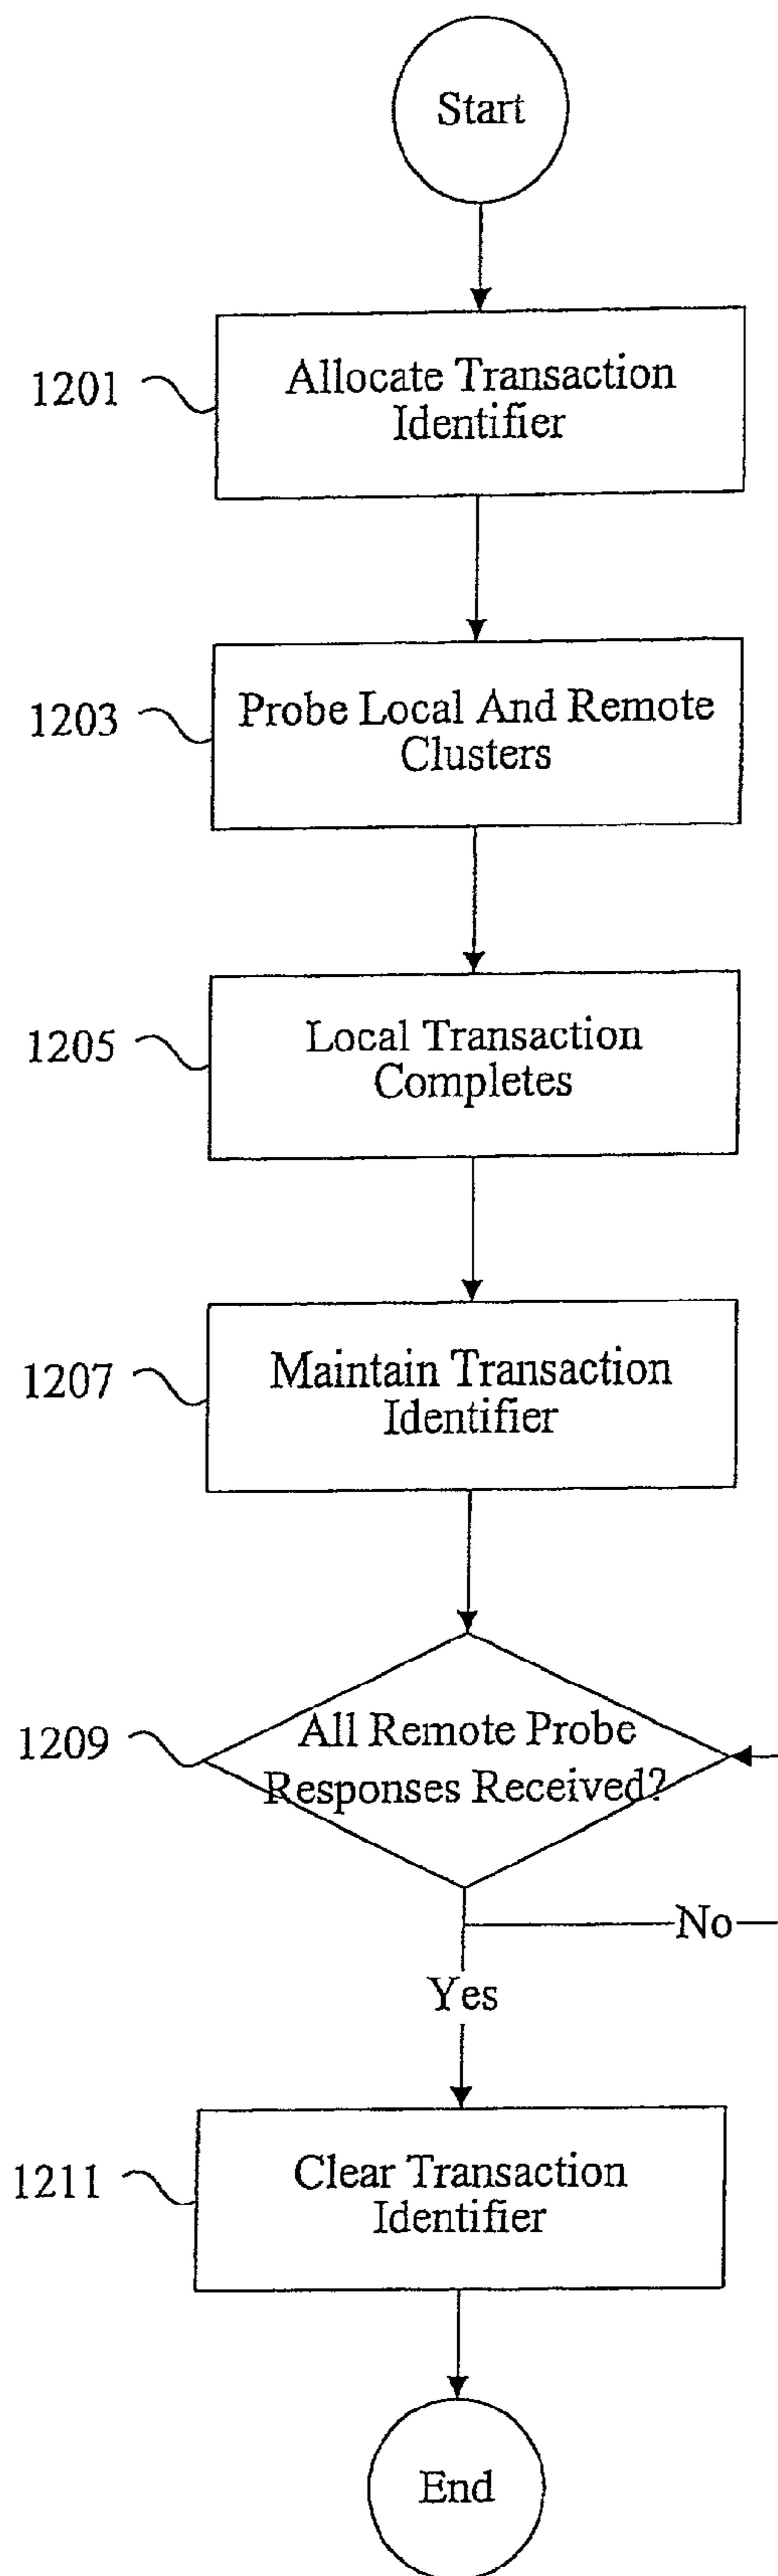 Start
1201
Allocate Transaction
Identifier
1203
Probe Local And Remote
Clusters
1205
Local Transaction
Completes
1207
Maintain Transaction
Identifier
1209
All Remote Probe
Responses Received?
No
Yes
1211
Clear Transaction
Identifier
End